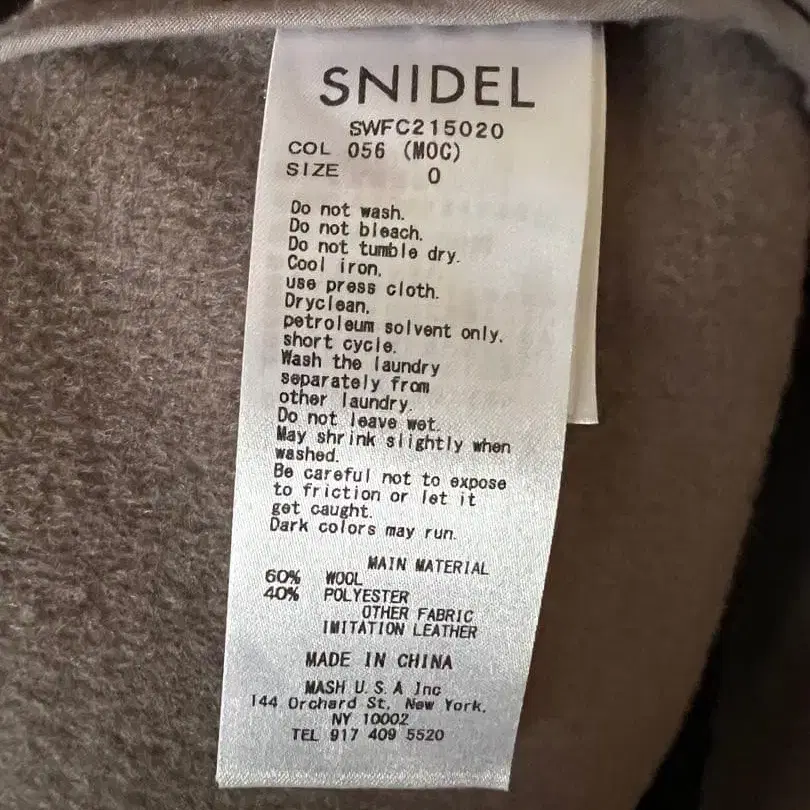 SNIDEL
SWFC215020
COL 056 (MOC)
SIZE 0
Do not wash.
Do not bleach.
Do not tumble dry.
Cool iron,
use press cloth.
Dryclean,
petroleum solvent only,
short cycle.
Wash the laundry
separately from
other laundry.
Do not leave wet.
May shrink slightly when
washed.
Be careful not to expose
to friction or let it
get caught.
Dark colors may run.
MAIN MATERIAL
60% WOOL
40% POLYESTER
OTHER FABRIC
IMITATION LEATHER
MADE IN CHINA
MASH U.S.A Inc
144 Orchard St, New York,
NY 10002
TEL 917 409 5520